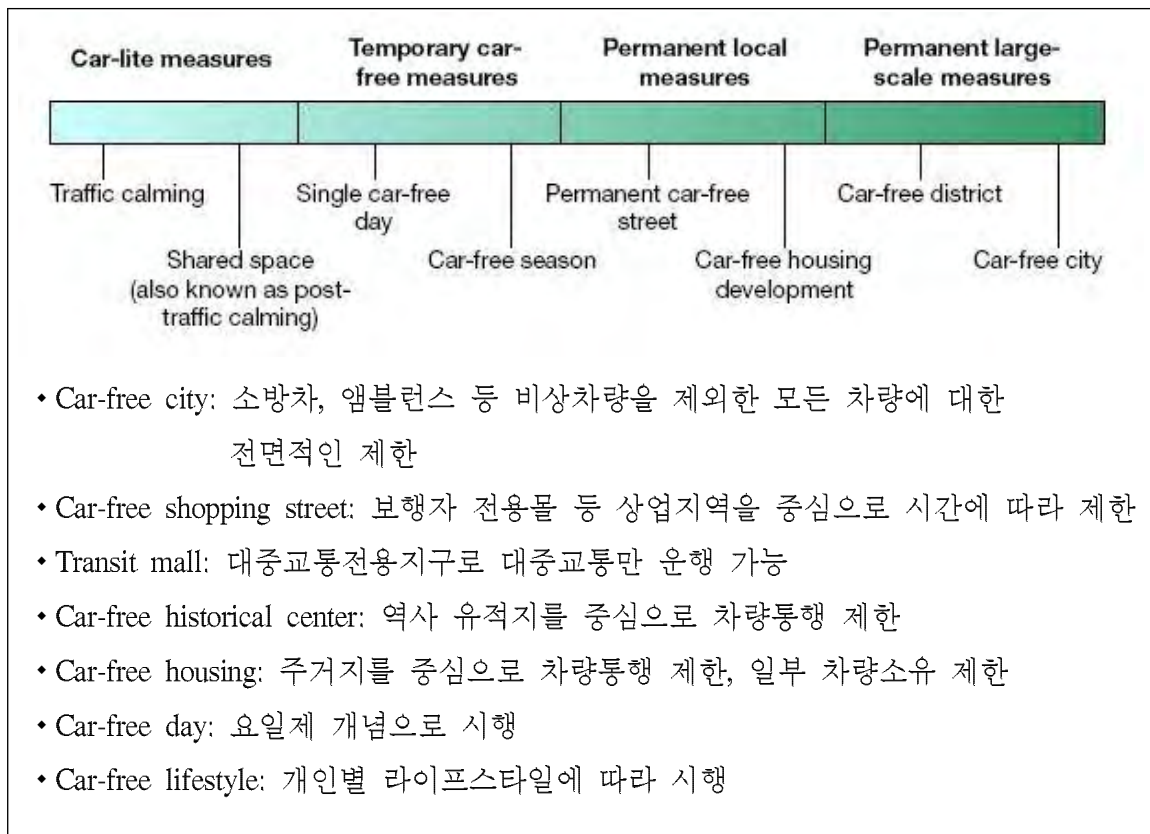 Car-lite measures
Temporary car-
free measures
Permanent local
measures
Permanent large-
scale measures
Traffic calming
Shared space
(also known as post-
traffic calming)
Single car-free
day
Car-free season
Permanent car-free
street
Car-free housing
development
Car-free district
Car-free city
• Car-free city: 소방차, 앰블런스 등 비상차량을 제외한 모든 차량에 대한
전면적인 제한
• Car-free shopping street: 보행자 전용몰 등 상업지역을 중심으로 시간에 따라 제한
• Transit mall: 대중교통전용지구로 대중교통만 운행 가능
• Car-free historical center: 역사 유적지를 중심으로 차량통행 제한
• Car-free housing: 주거지를 중심으로 차량통행 제한, 일부 차량소유 제한
• Car-free day: 요일제 개념으로 시행
• Car-free lifestyle: 개인별 라이프스타일에 따라 시행